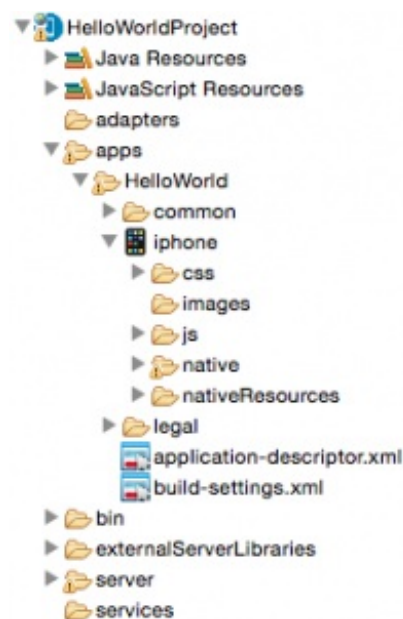 HelloWorldProject
Java Resources
JavaScript Resources
adapters
apps
HelloWorld
common
iphone
css
images
js
native
nativeResources
legal
application-descriptor.xml
build-settings.xml
bin
externalServerLibraries
server
services